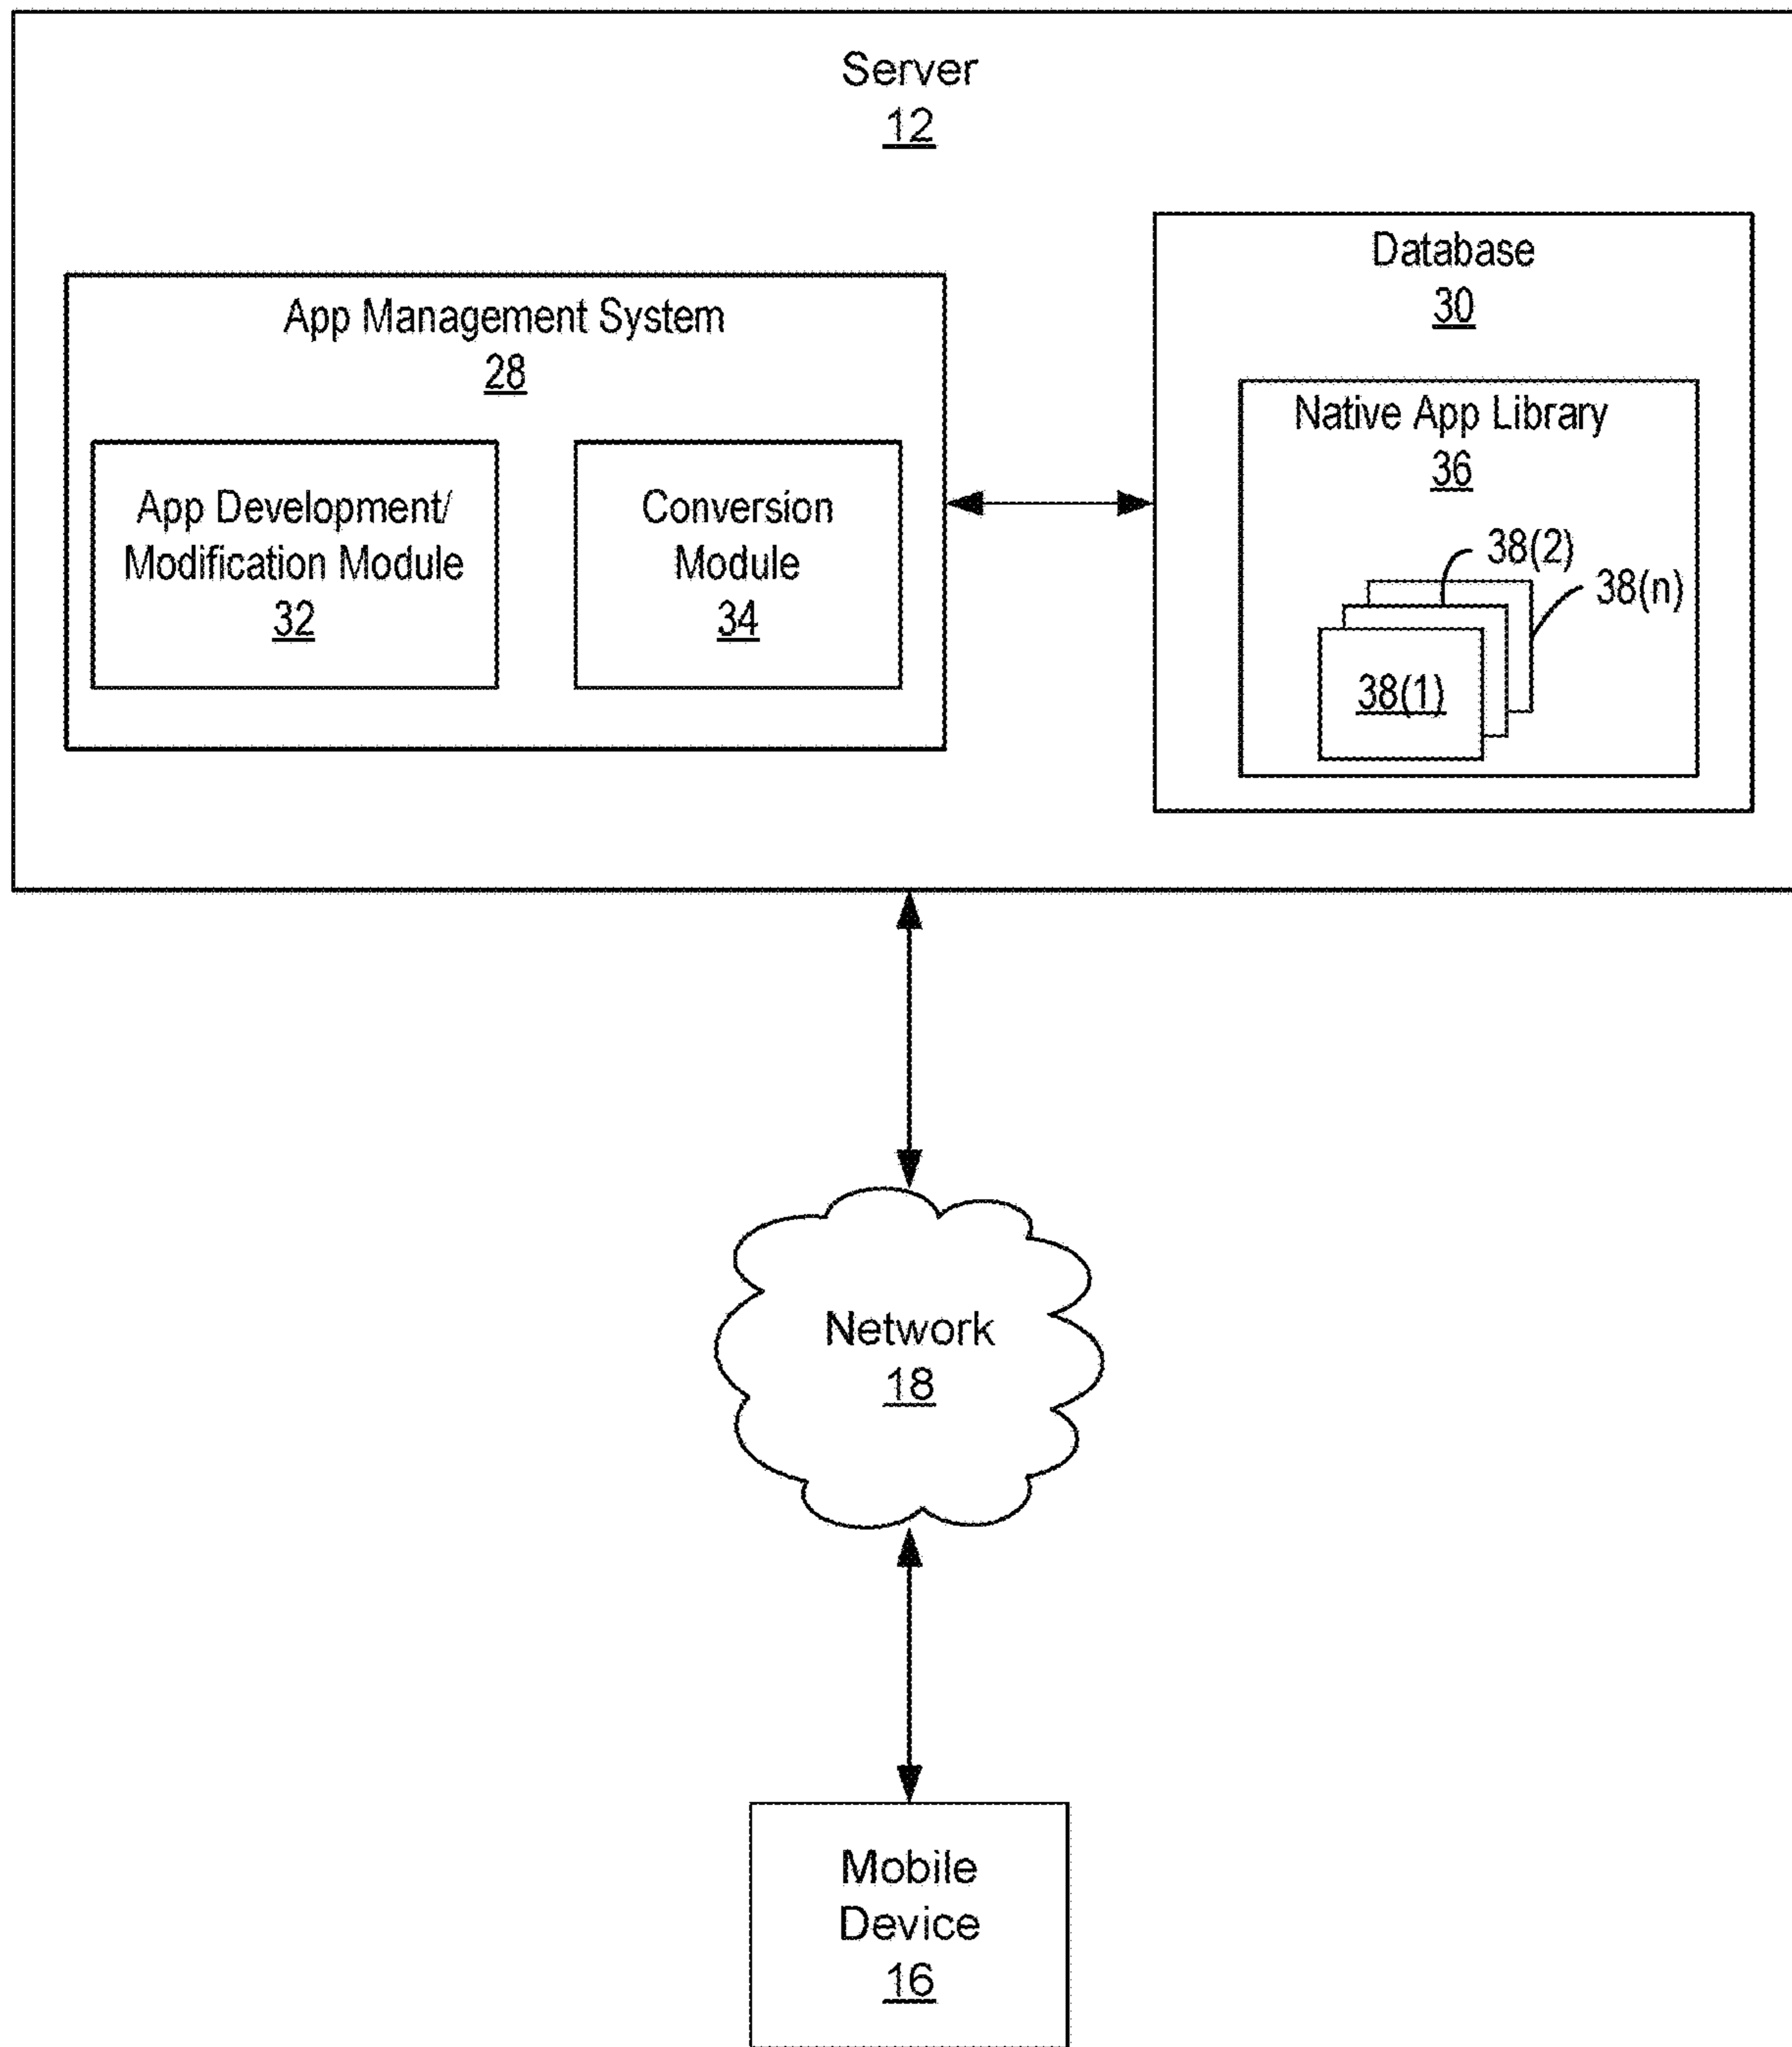 Server
12
Database
30
App Management System
28
Native App Library
36
App Development/
Modification Module
32
Conversion
Module
34
38(2)
38(n)
38(1)
Network
18
Mobile
Device
16